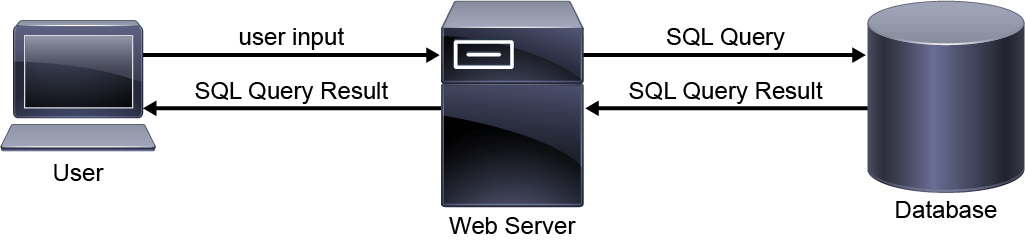 user input
SQL Query
SQL Query Result
SQL Query Result
User
Web Server
Database